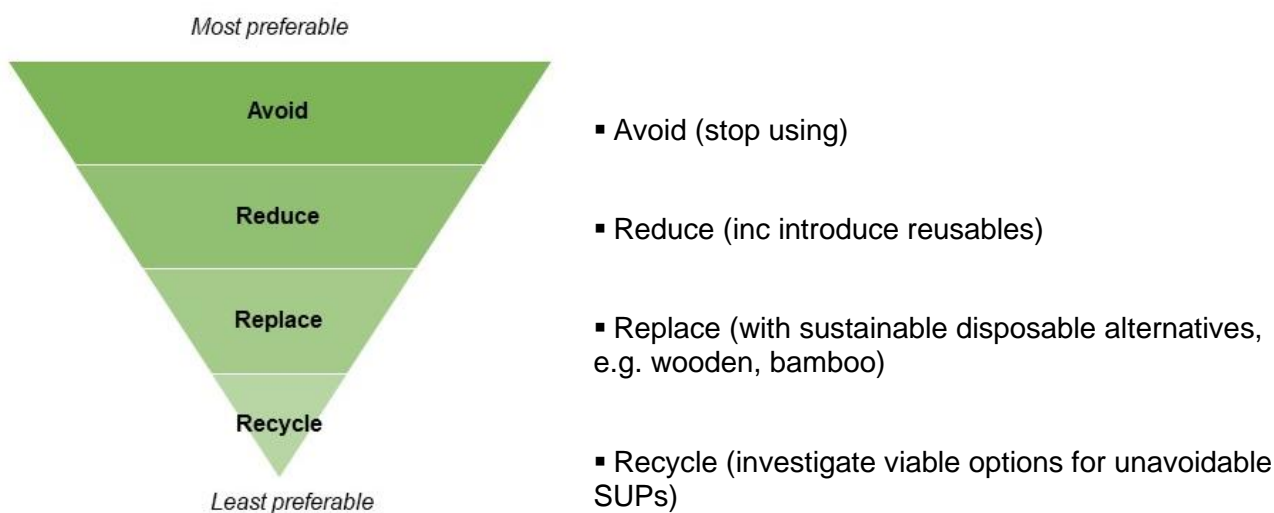 Most preferable
Avoid
Reduce
Replace
Recycle
Least preferable
▪ Avoid (stop using)
▪ Reduce (inc introduce reusables)
▪ Replace (with sustainable disposable alternatives,
e.g. wooden, bamboo)
▪ Recycle (investigate viable options for unavoidable
SUPs)